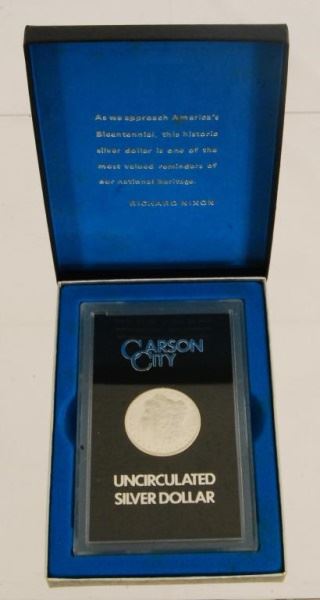 As we approach America's
Bicentennial, this historic
silver dollar is one of the
most valued reminders of
our national heritage.
RICHARD NIXON
CARSON
CITY
UNCIRCULATED
SILVER DOLLAR